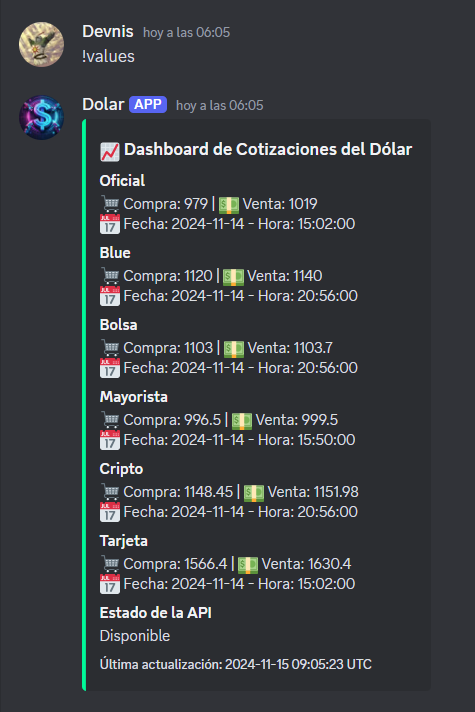 Devnis hoy a las 06:05
!values
Dolar APP hoy a las 06:05
Dashboard de Cotizaciones del Dólar
Oficial
Compra: 979 | Venta: 1019
Fecha: 2024-11-14 - Hora: 15:02:00
Blue
Compra: 1120 | Venta: 1140
Fecha: 2024-11-14 - Hora: 20:56:00
Bolsa
Compra: 1103 | Venta: 1103.7
Fecha: 2024-11-14 - Hora: 20:56:00
Mayorista
Compra: 996.5 | Venta: 999.5
Fecha: 2024-11-14 - Hora: 15:50:00
Cripto
Compra: 1148.45 | Venta: 1151.98
Fecha: 2024-11-14 - Hora: 20:56:00
Tarjeta
Compra: 1566.4 | Venta: 1630.4
Fecha: 2024-11-14 - Hora: 15:02:00
Estado de la API
Disponible
Última actualización: 2024-11-15 09:05:23 UTC